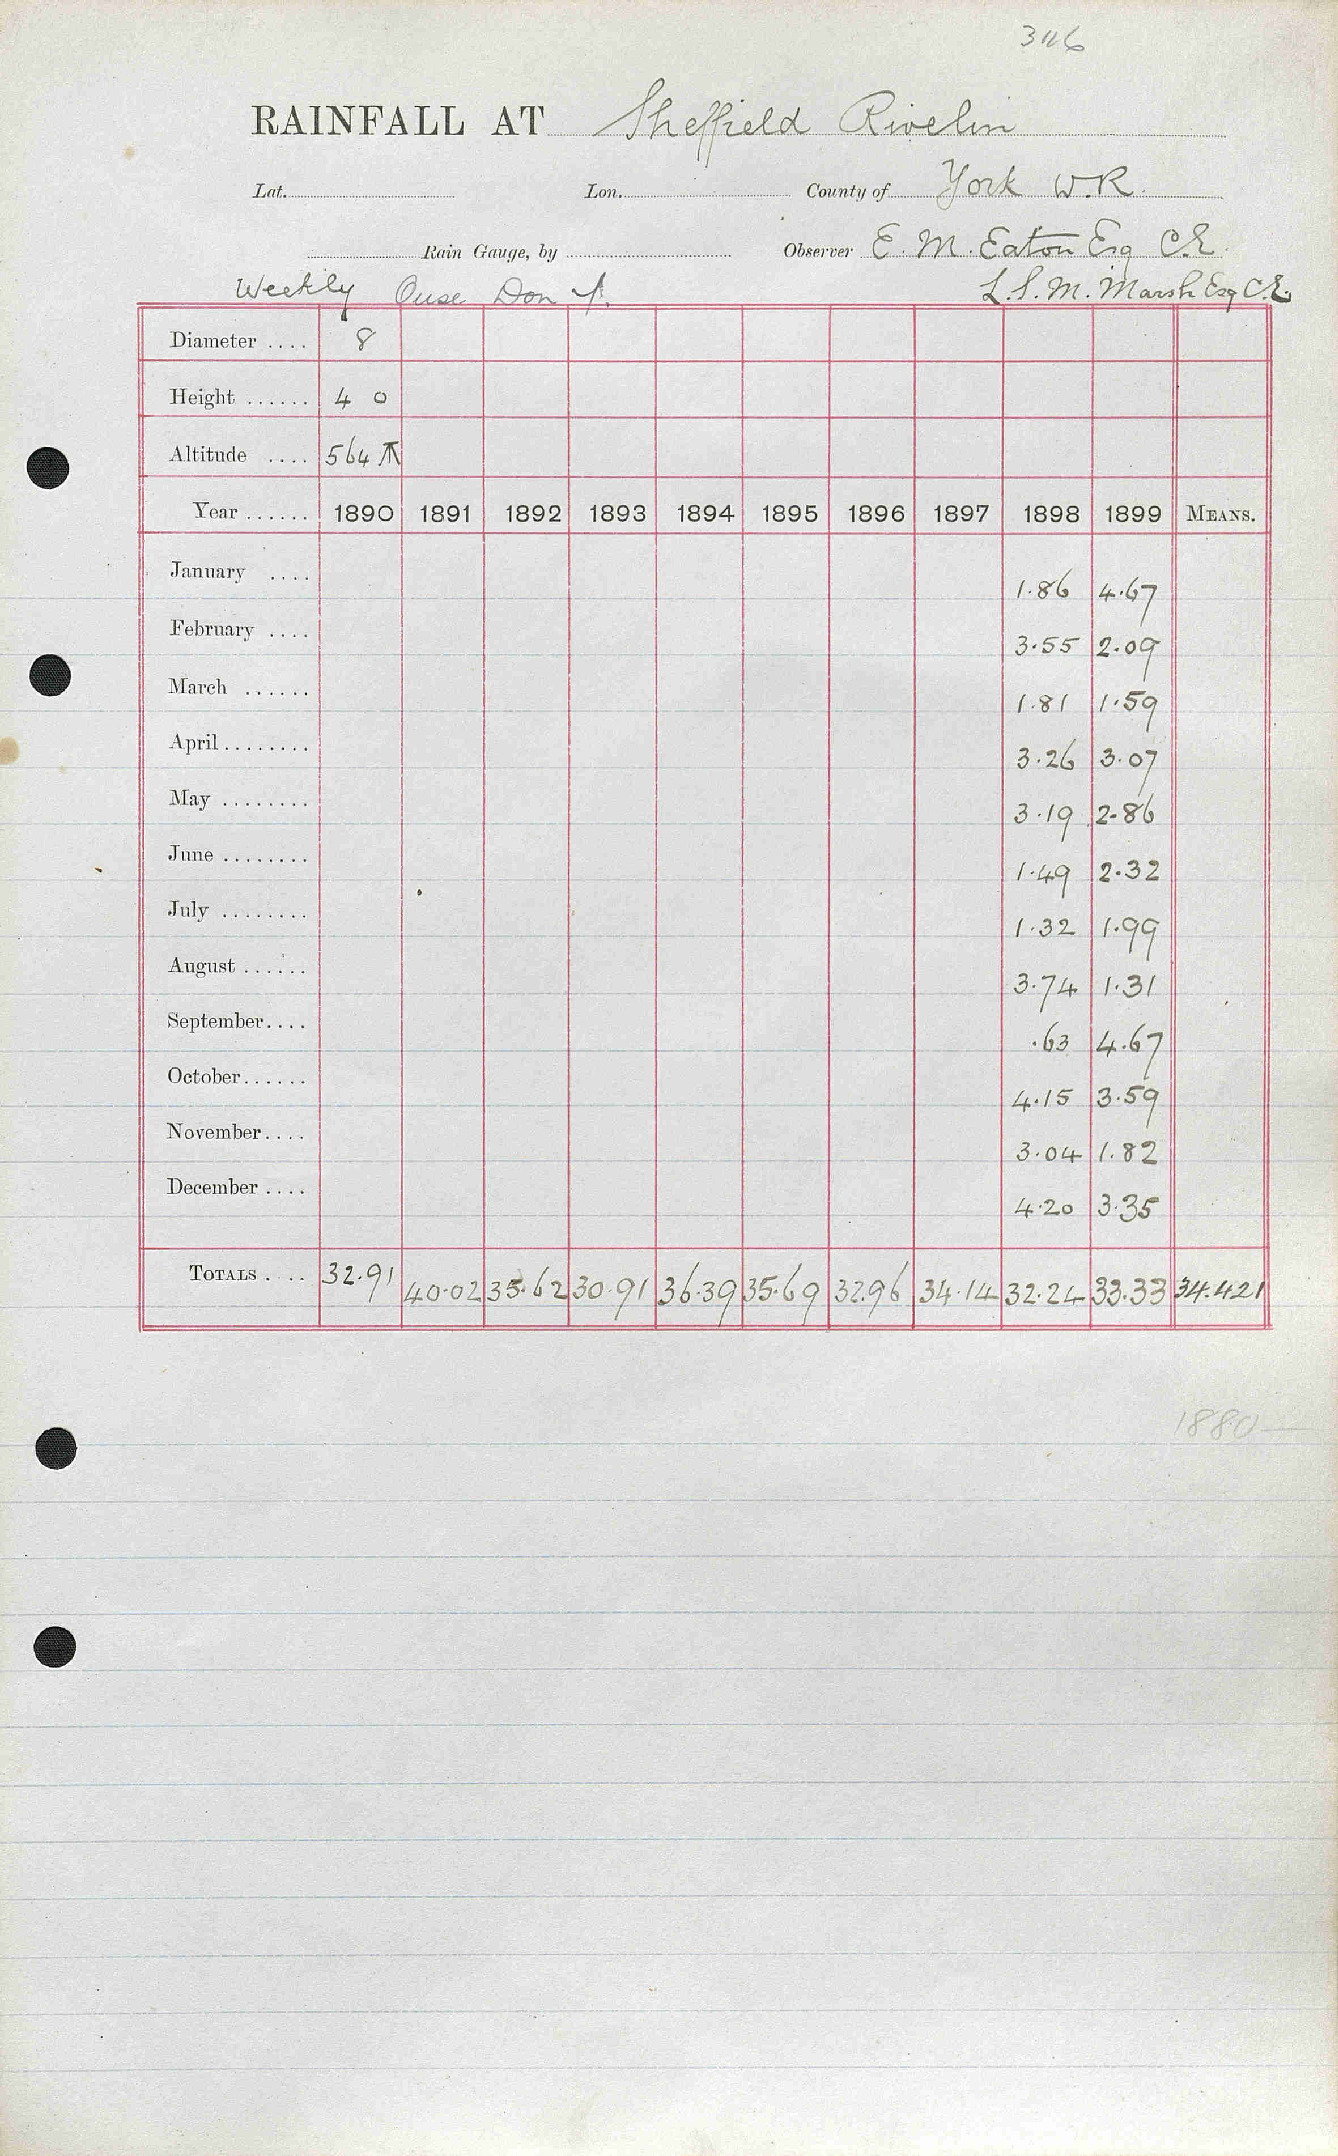 3116
RAINFALL AT Sheffield Rivelin
Lat. Lon. County of York W.R.
Rain Gauge, by Observer E. M. Eaton Esq C.E.
Weekly Ouse Don L.S.M. Marsh Esq C.E.
Diameter .... 8
Height ...... 4 0
Altitude .... 564
Year ...... 1890 1891 1892 1893 1894 1895 1896 1897 1898 1899 MEANS.
January .... 1.86 4.67
February .... 3.55 2.09
March ...... 1.81 1.59
April ........ 3.26 3.07
May ........ 3.19 2.86
June ........ 1.49 2.32
July ........ 1.32 1.99
August ...... 3.74 1.31
September.... .63 4.67
October...... 4.15 3.59
November.... 3.04 1.82
December .... 4.20 3.35
TOTALS .... 32.91 40.02 35.62 30.91 36.39 35.69 32.96 34.14 32.24 33.33 34.421
1880—